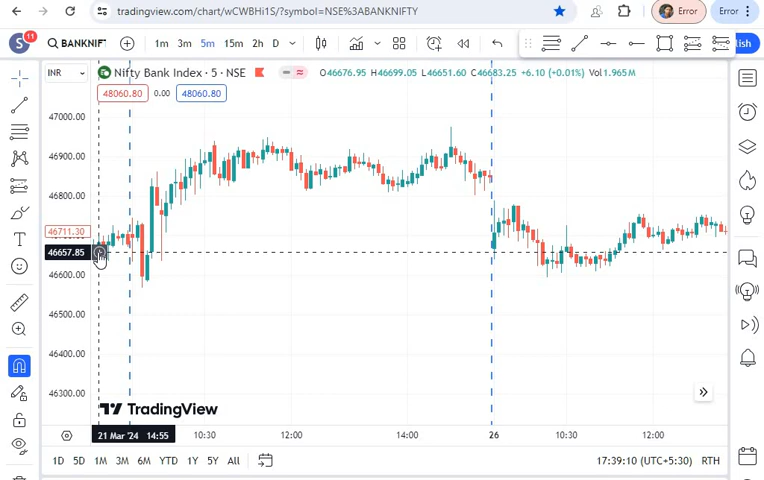 tradingview.com/chart/wCWBHi1S/?symbol=NSE%3ABANKNIFTY
Error
Error
S
11
BANKNIFT
1m 3m 5m 15m 2h D
lish
INR
Nifty Bank Index · 5 · NSE
O46676.95 H46699.05 L46651.60 C46683.25 +6.10 (+0.01%) Vol1.965M
48060.80 0.00 48060.80
47000.00
46900.00
46800.00
46711.30
46657.85
46600.00
46500.00
46400.00
46300.00
TradingView
21 Mar '24 14:55 10:30 12:00 14:00 26 10:30 12:00
1D 5D 1M 3M 6M YTD 1Y 5Y All
17:39:10 (UTC+5:30) RTH